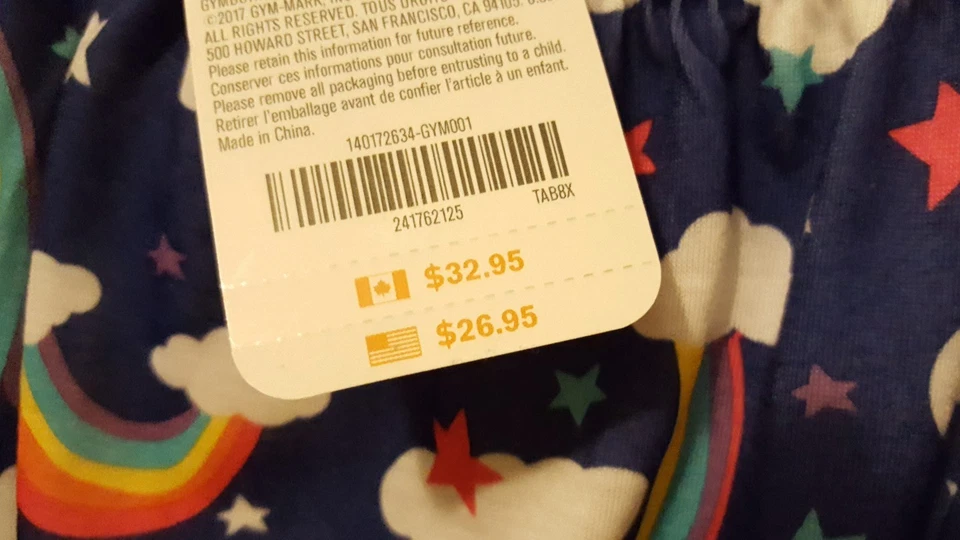 ©2017 GYM-MARK,
ALL RIGHTS RESERVED. TOUS DROITS
500 HOWARD STREET, SAN FRANCISCO, CA 94105.
Please retain this information for future reference.
Conserver ces informations pour consultation future.
Please remove all packaging before entrusting to a child.
Retirer l'emballage avant de confier l'article à un enfant.
Made in China.
140172634-GYM001
241762125 TAB8X
$32.95
$26.95